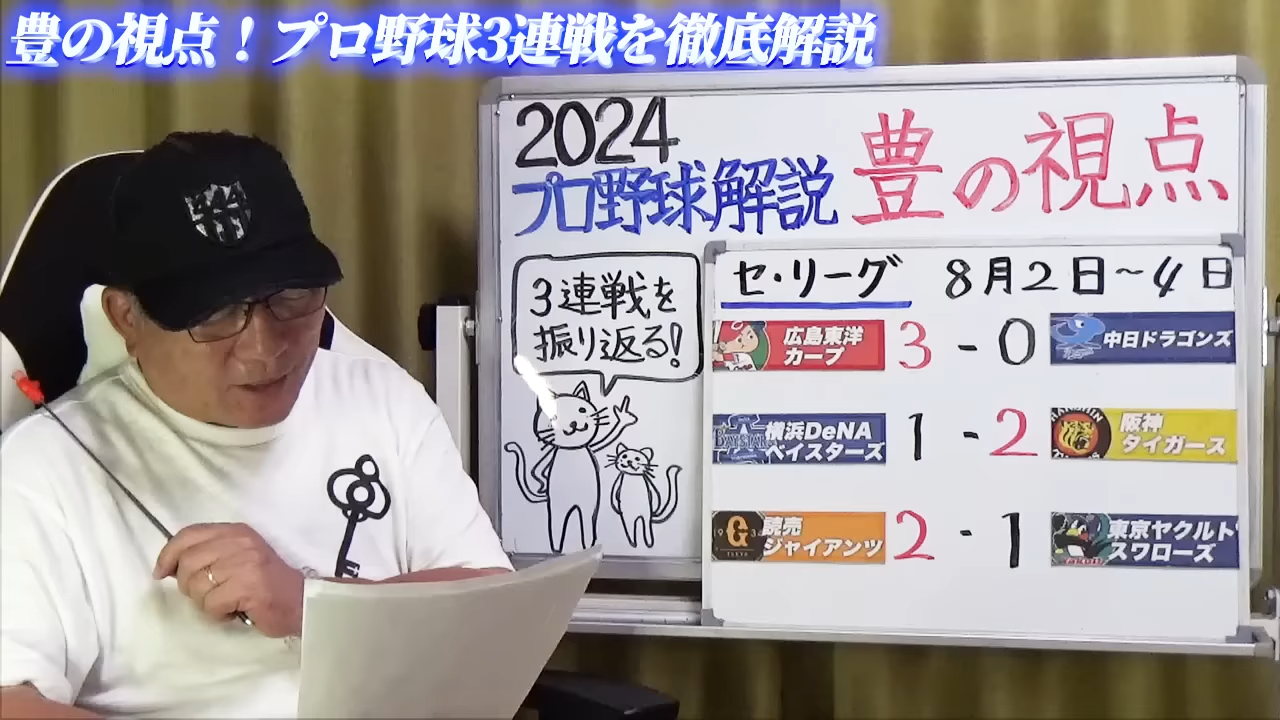 豊の視点！プロ野球3連戦を徹底解説
2024
プロ野球解説
豊の視点
3連戦を
振り返る!
セ・リーグ 8月2日～4日
広島東洋
カープ
3 - 0
中日ドラゴンズ
横浜DeNA
ベイスターズ
1 - 2
阪神
タイガース
読売
ジャイアンツ
2 - 1
東京ヤクルト
スワローズ